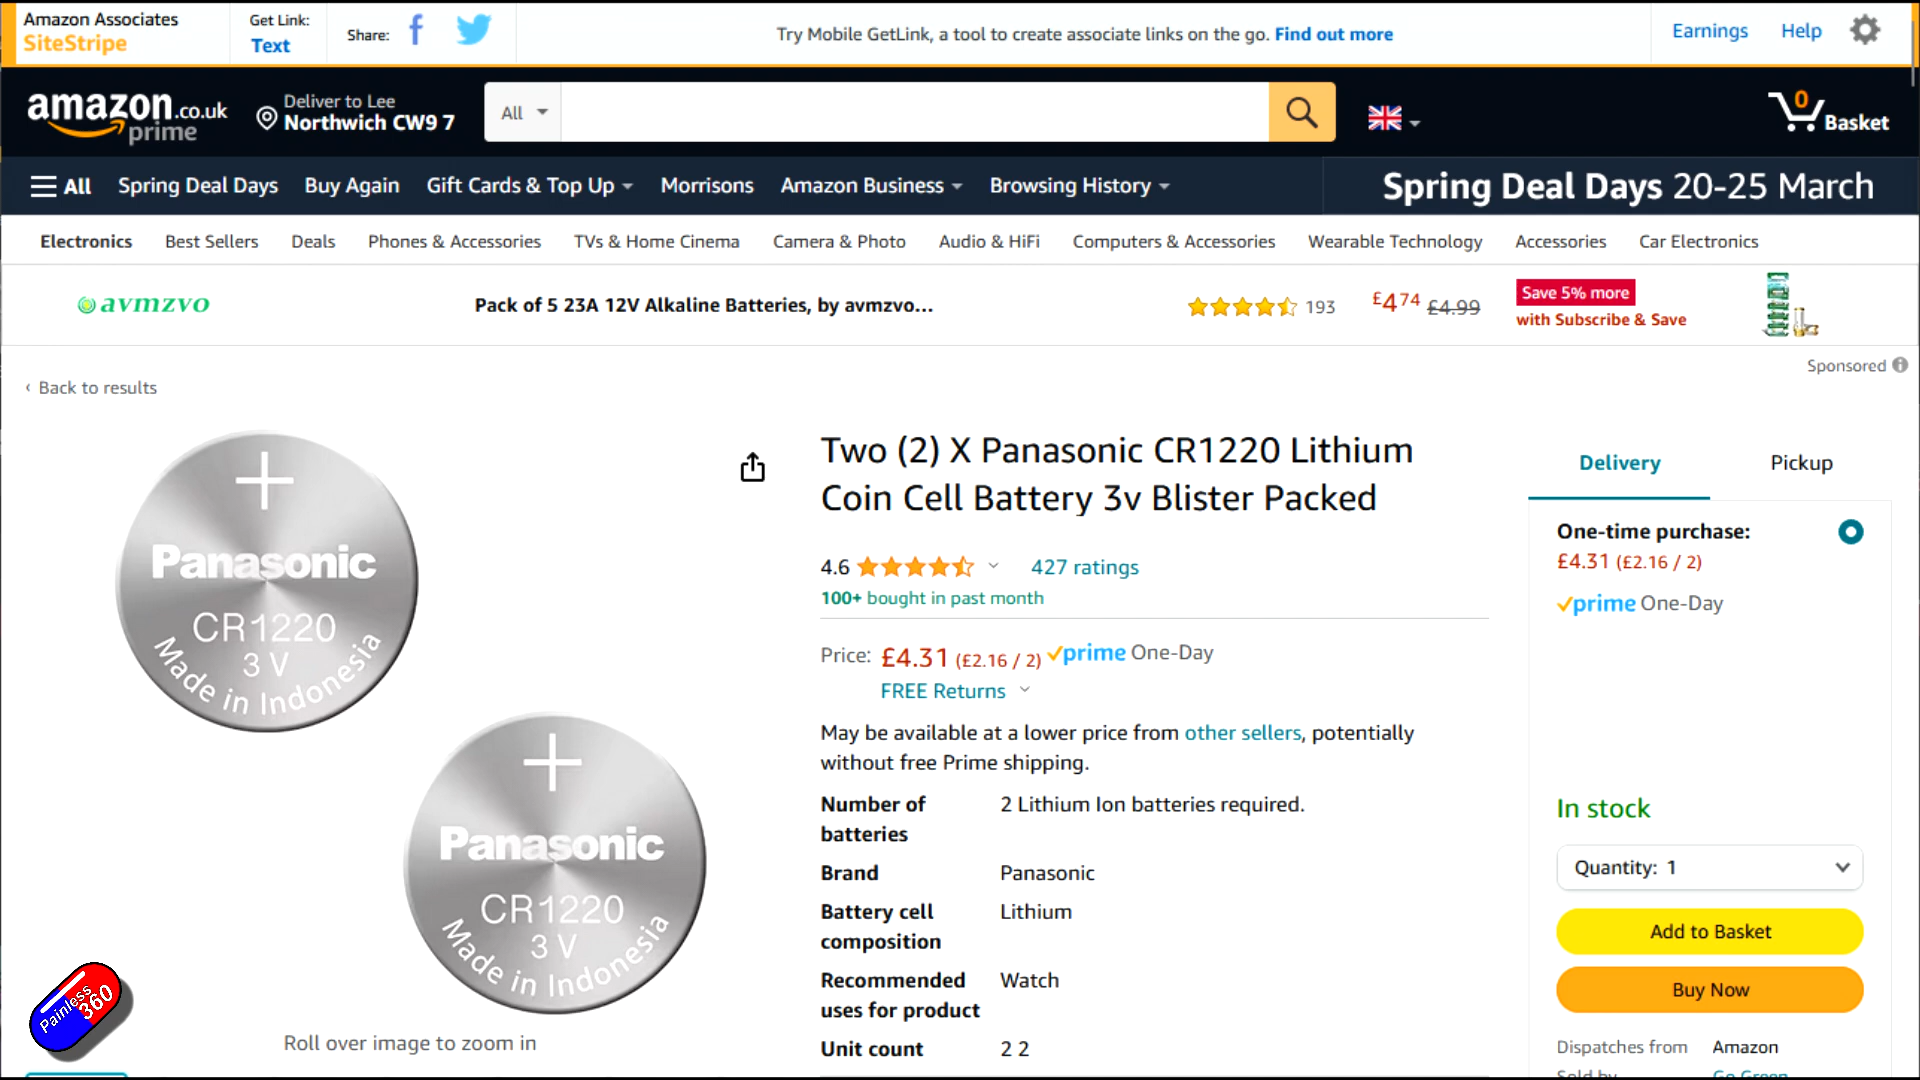 Amazon Associates
SiteStripe
Get Link:
Text
Share:
Try Mobile GetLink, a tool to create associate links on the go. Find out more
Earnings
Help
amazon.co.uk
prime
Deliver to Lee
Northwich CW9 7
All
0
Basket
All
Spring Deal Days
Buy Again
Gift Cards & Top Up
Morrisons
Amazon Business
Browsing History
Spring Deal Days 20-25 March
Electronics
Best Sellers
Deals
Phones & Accessories
TVs & Home Cinema
Camera & Photo
Audio & HiFi
Computers & Accessories
Wearable Technology
Accessories
Car Electronics
avmzvo
Pack of 5 23A 12V Alkaline Batteries, by avmzvo...
193
£4.74 £4.99
Save 5% more
with Subscribe & Save
Sponsored
‹ Back to results
Panasonic
CR1220
3 V
Made in Indonesia
Panasonic
CR1220
3 V
Made in Indonesia
Painless
360
Roll over image to zoom in
Two (2) X Panasonic CR1220 Lithium
Coin Cell Battery 3v Blister Packed
4.6
427 ratings
100+ bought in past month
Price: £4.31 (£2.16 / 2) prime One-Day
FREE Returns
May be available at a lower price from other sellers, potentially
without free Prime shipping.
Number of
batteries
2 Lithium Ion batteries required.
Brand
Panasonic
Battery cell
composition
Lithium
Recommended
uses for product
Watch
Unit count
2 2
Delivery
Pickup
One-time purchase:
£4.31 (£2.16 / 2)
prime One-Day
In stock
Quantity: 1
Add to Basket
Buy Now
Dispatches from
Amazon
Sold by
Go Green